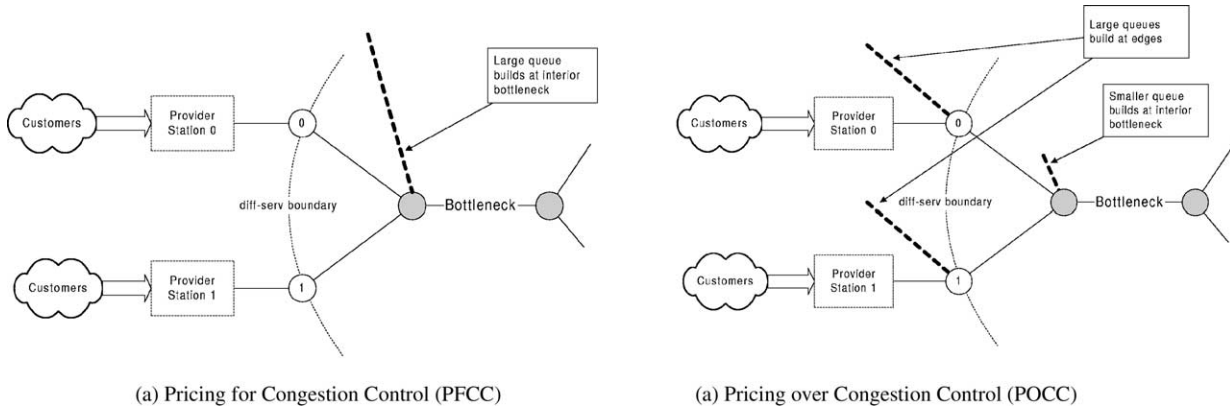 Large queue
builds at interior
bottleneck
Customers
Provider
Station 0
0
diff-serv boundary
Bottleneck
Customers
Provider
Station 1
1
(a) Pricing for Congestion Control (PFCC)
Large queues
build at edges
Smaller queue
builds at interior
bottleneck
Customers
Provider
Station 0
0
diff-serv boundary
Bottleneck
Customers
Provider
Station 1
1
(a) Pricing over Congestion Control (POCC)